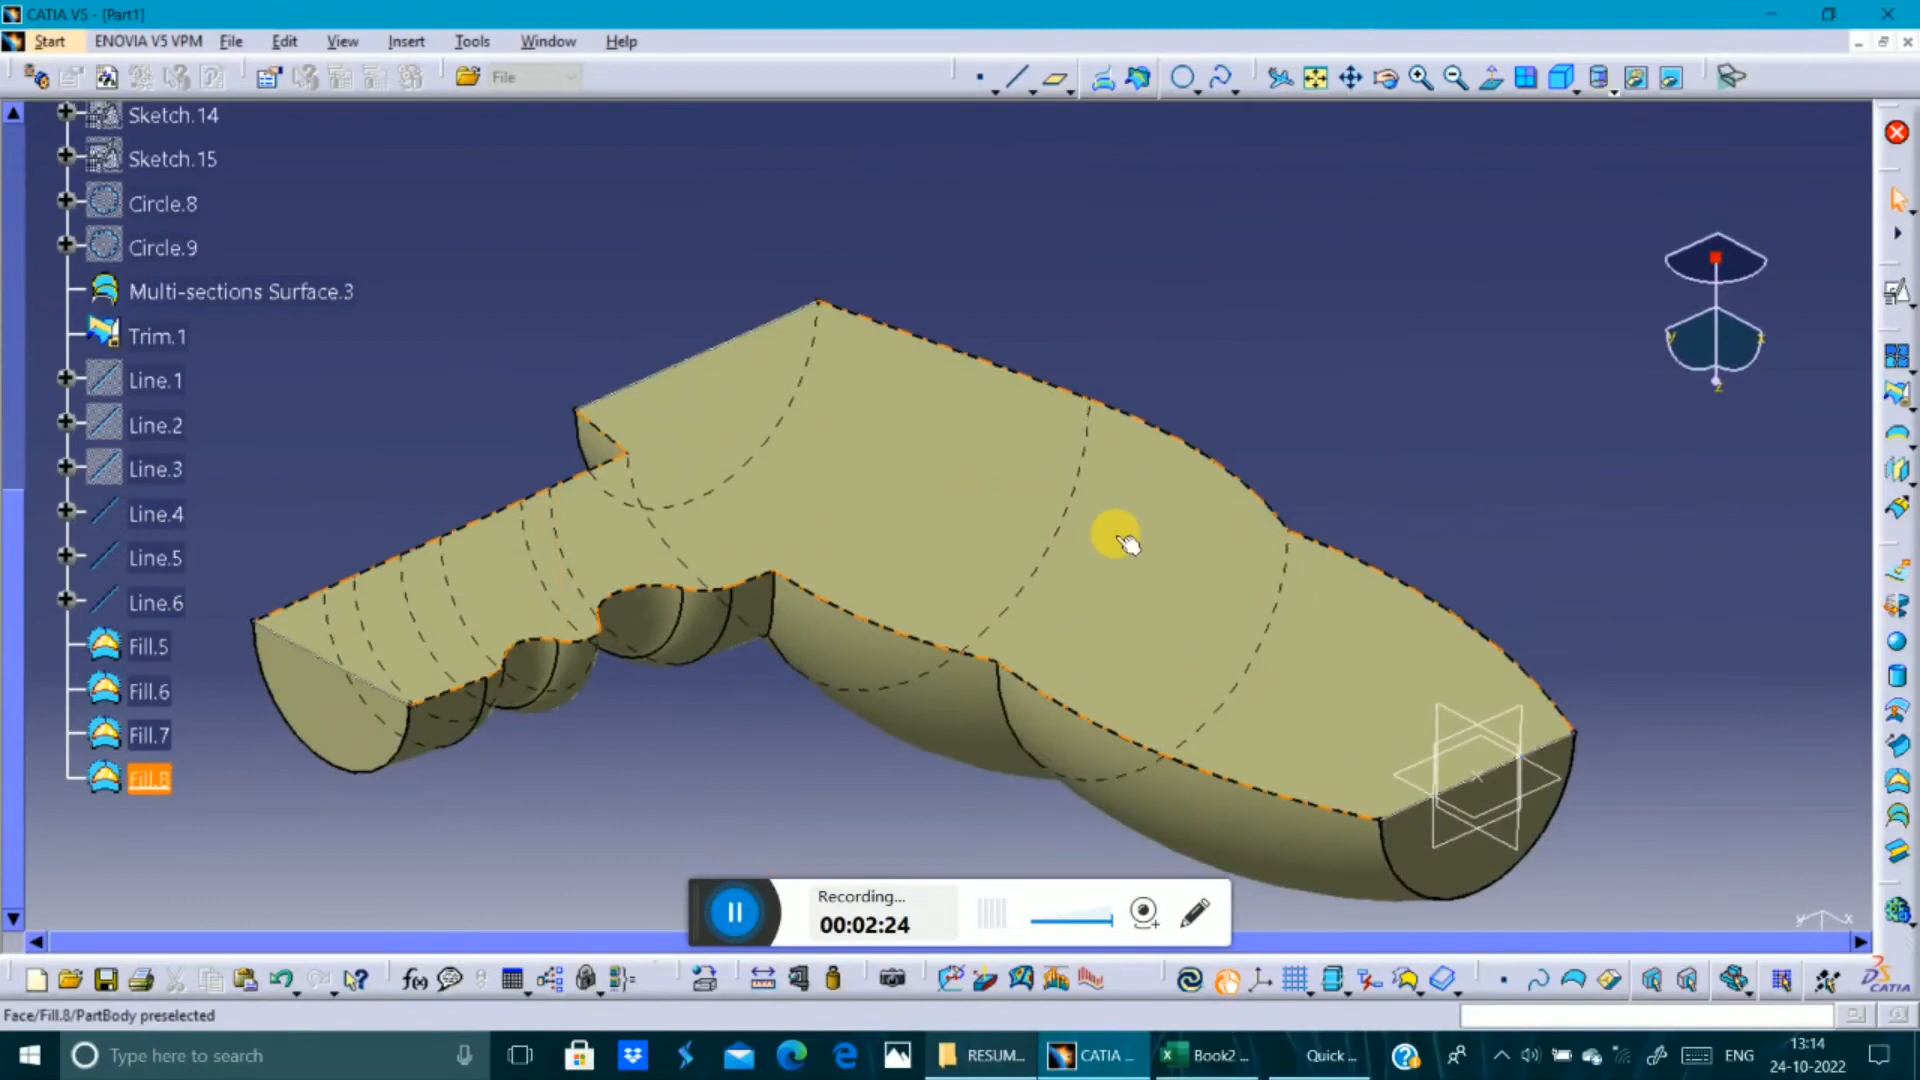 CATIA V5 - [Part1]
Start ENOVIA V5 VPM File Edit View Insert Tools Window Help
File
Sketch.14
Sketch.15
Circle.8
Circle.9
Multi-sections Surface.3
Trim.1
Line.1
Line.2
Line.3
Line.4
Line.5
Line.6
Fill.5
Fill.6
Fill.7
Fill.8
y x
z
Recording...
00:02:24
y x
f(x)
CATIA
Face/Fill.8/PartBody preselected
Type here to search
RESUM...
CATIA ...
Book2 ...
Quick ...
ENG
13:14
24-10-2022